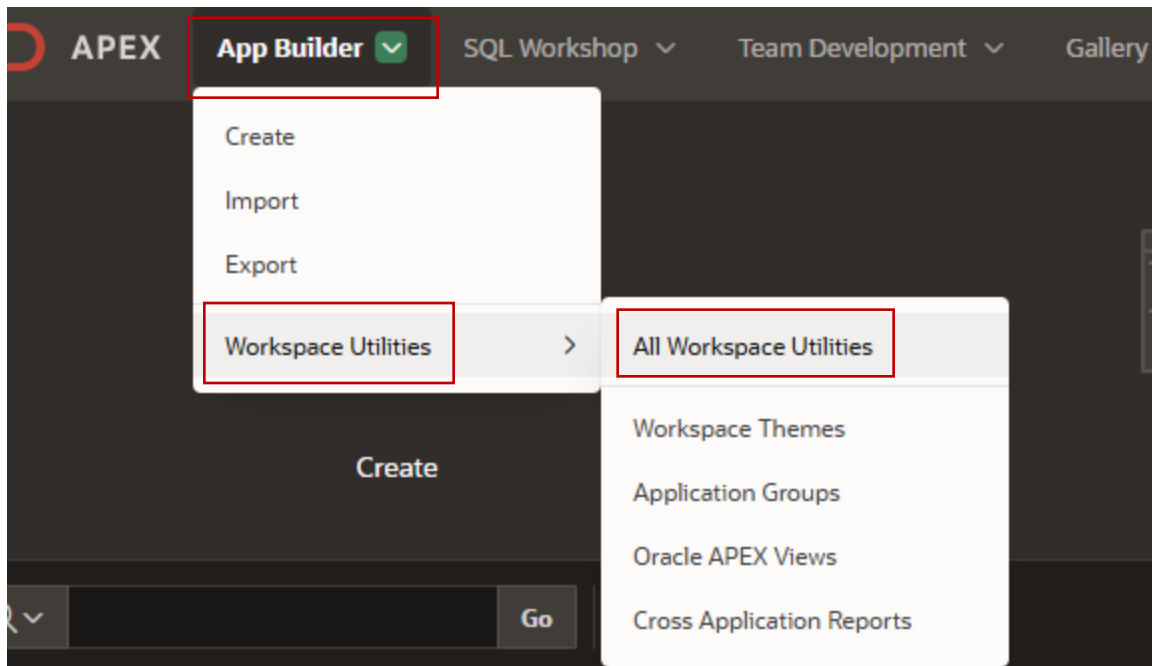 APEX App Builder SQL Workshop Team Development Gallery
Create
Import
Export
Workspace Utilities
All Workspace Utilities
Workspace Themes
Application Groups
Oracle APEX Views
Cross Application Reports
Create
Go